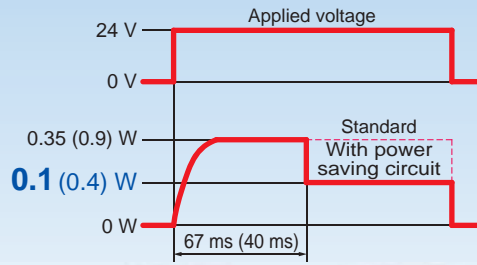 Applied voltage
24 V
0 V
0.35 (0.9) W
Standard
With power
saving circuit
0.1 (0.4) W
0 W
67 ms (40 ms)